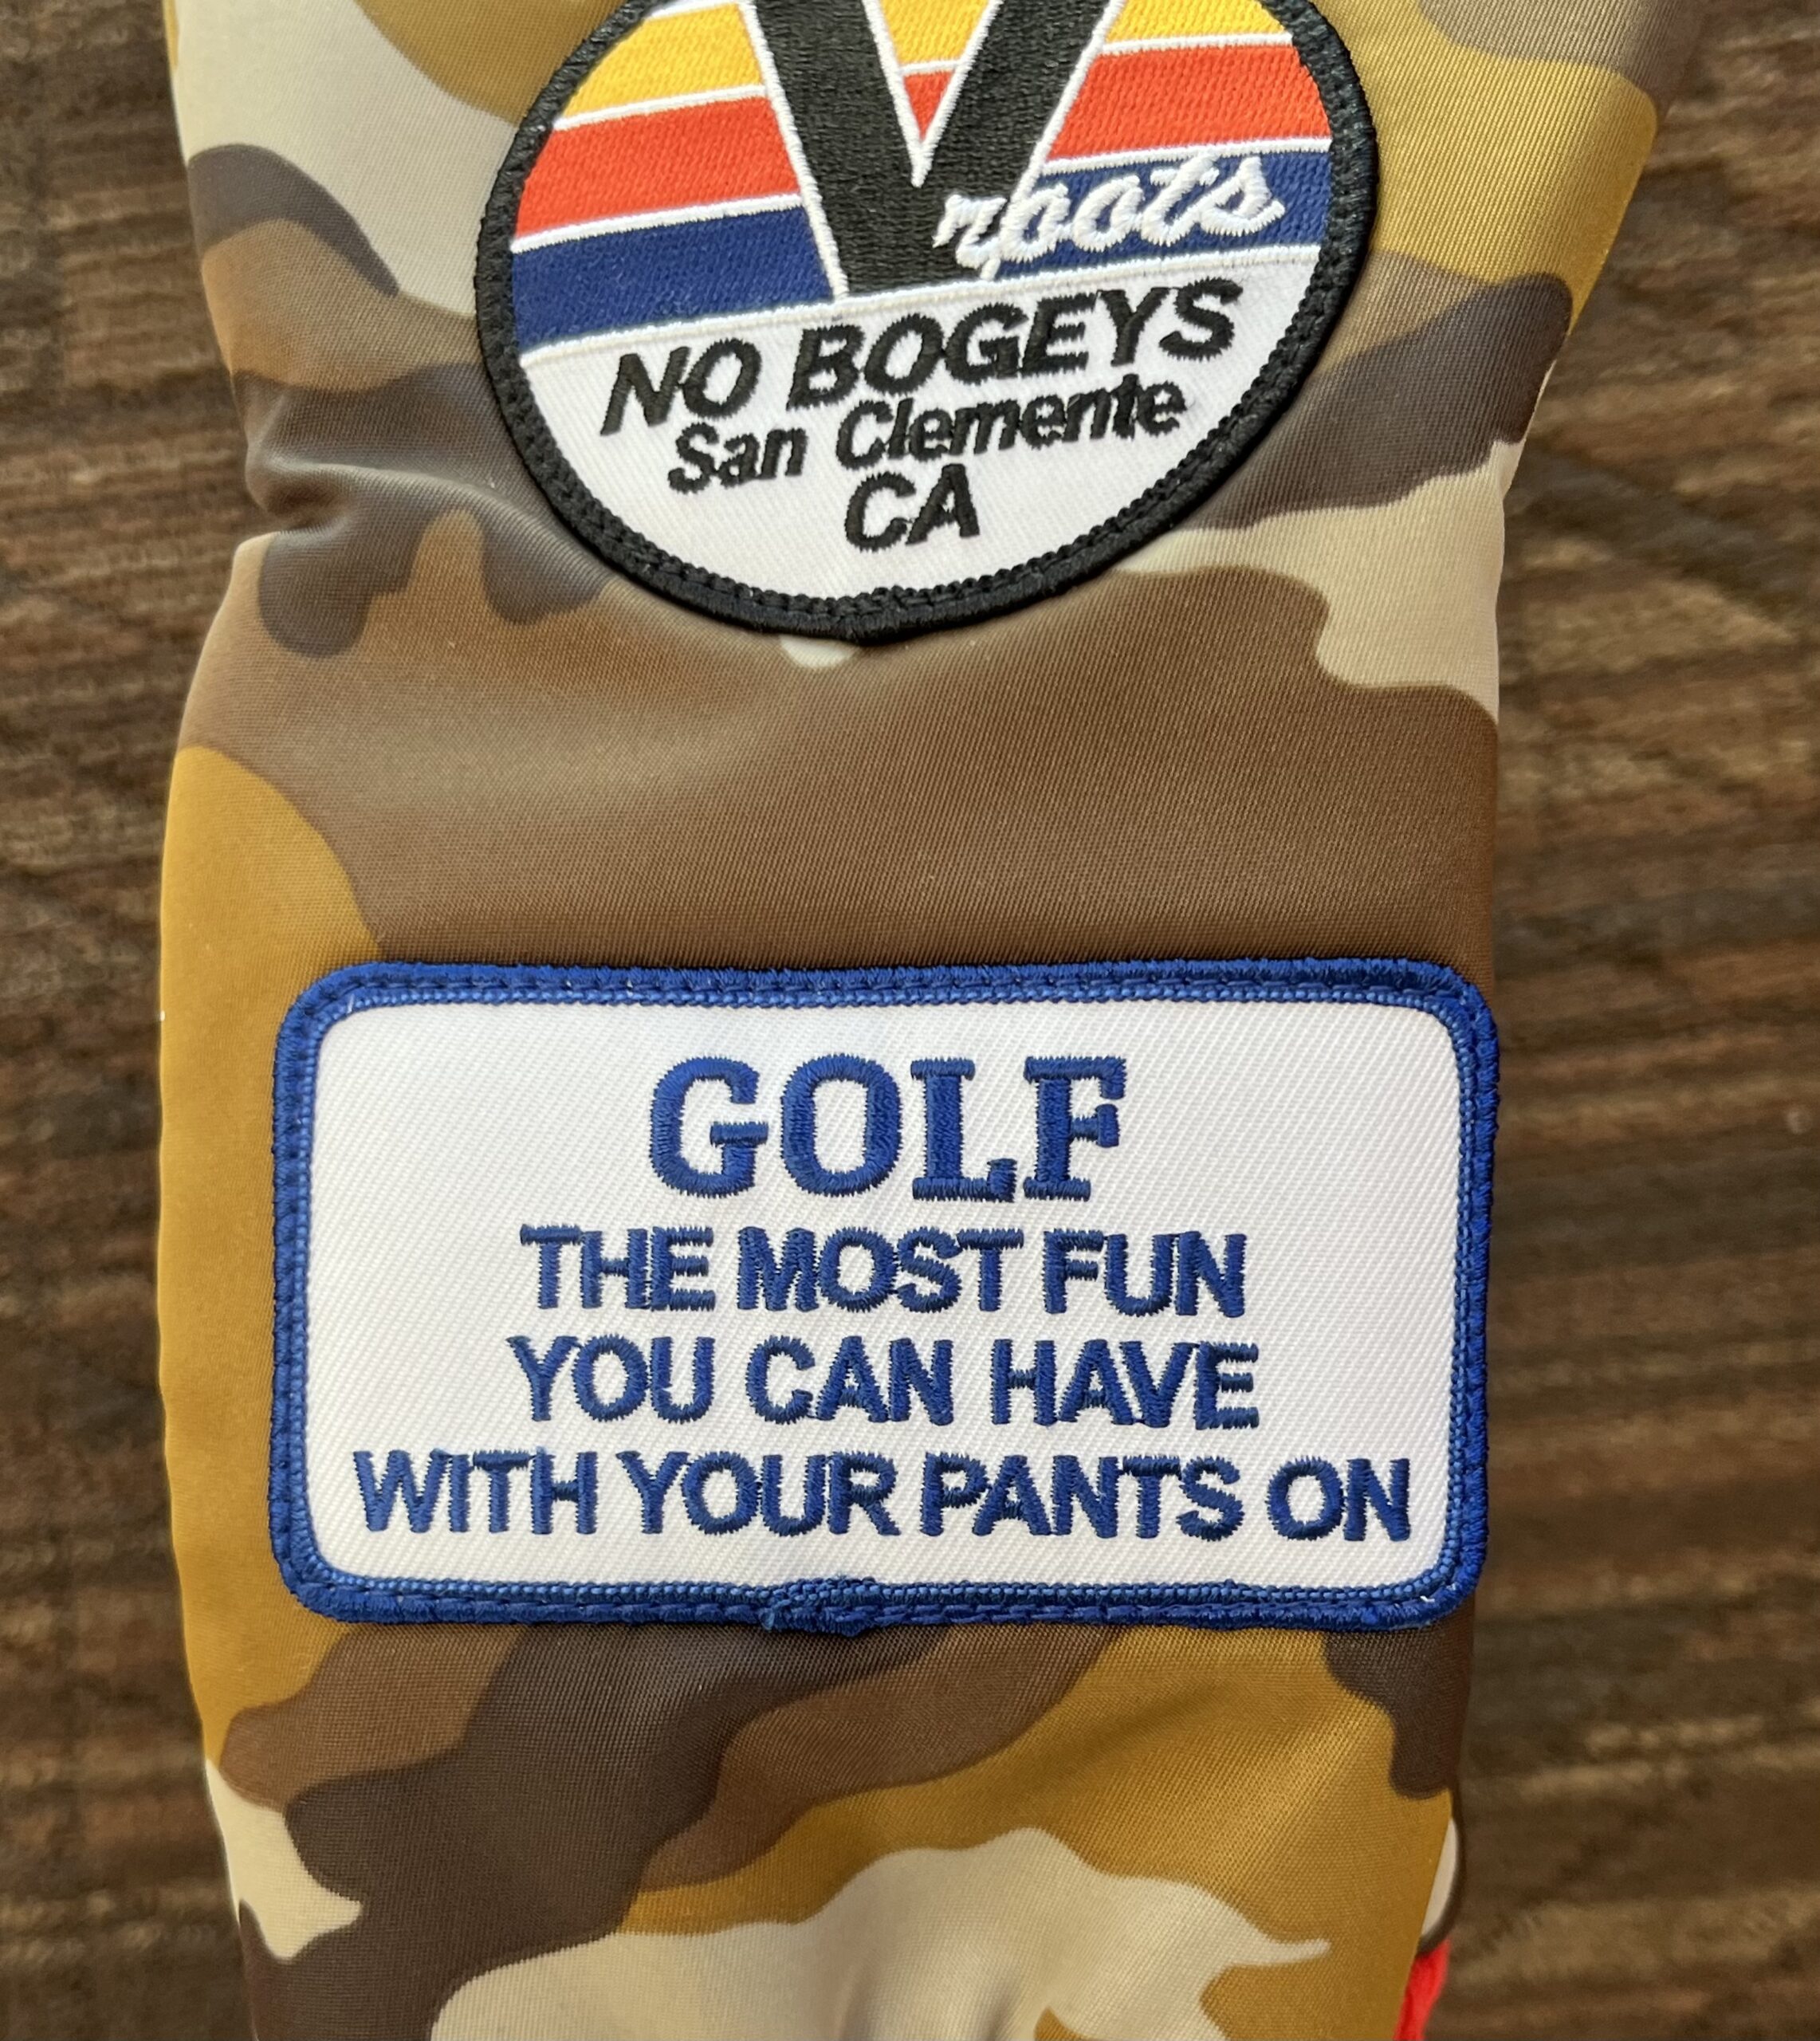 V
roots
NO BOGEYS
San Clemente
CA
GOLF
THE MOST FUN
YOU CAN HAVE
WITH YOUR PANTS ON